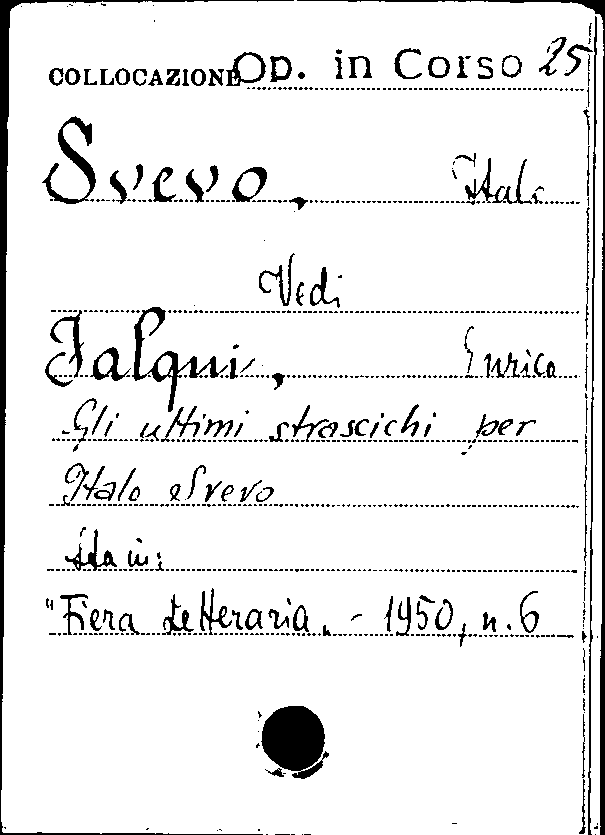 COLLOCAZIONE Op. in Corso 25
Svevo, Italo
Vedi
Falqui, Enrico
Gli ultimi strascichi per
Italo Svevo
Sta in:
"Fiera Letteraria„ - 1950, n. 6